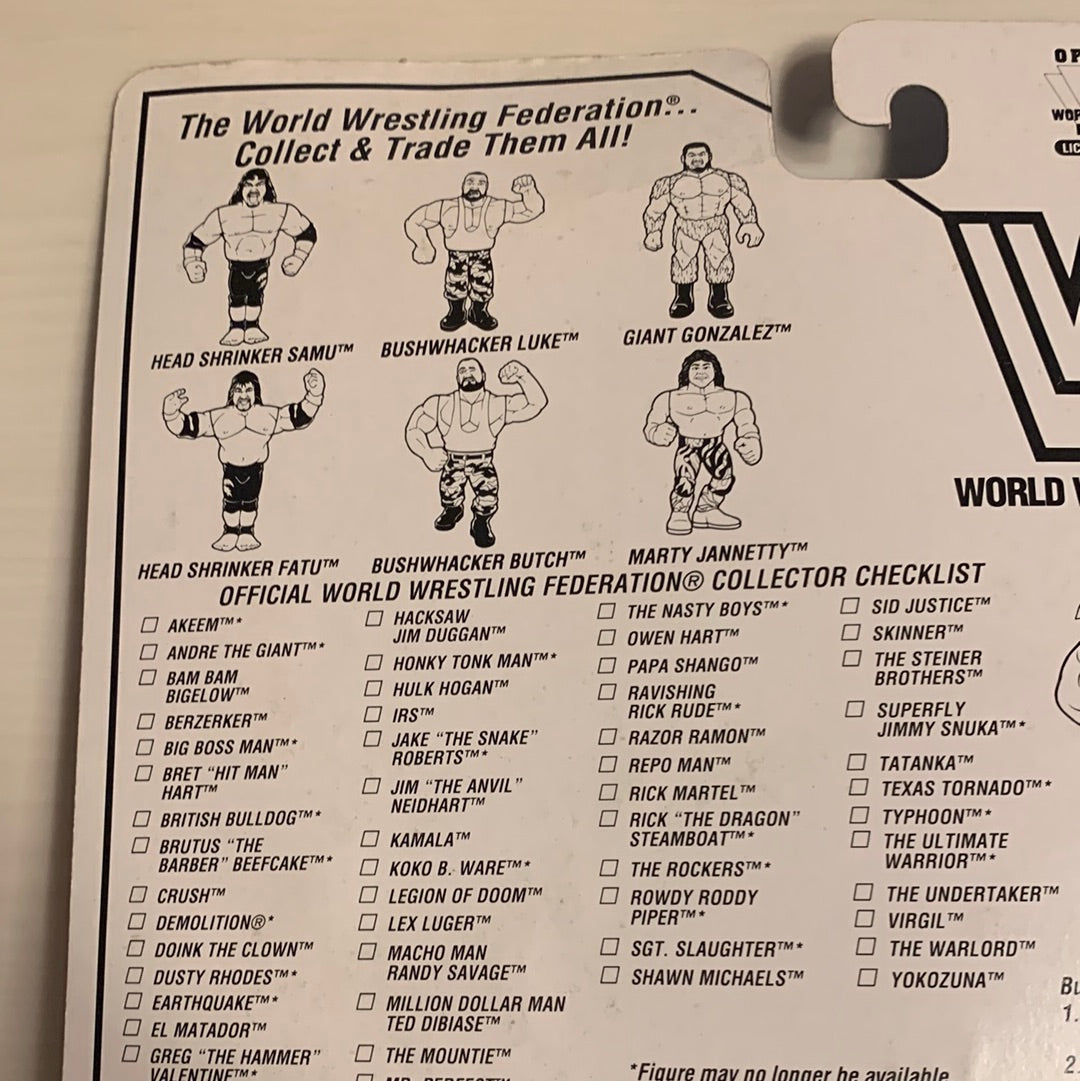 The World Wrestling Federation®..
Collect & Trade Them All!
HEAD SHRINKER SAMU™
BUSHWHACKER LUKE™
GIANT GONZALEZ™
HEAD SHRINKER FATU™
BUSHWHACKER BUTCH™
MARTY JANNETTY™
OFFICIAL WORLD WRESTLING FEDERATION® COLLECTOR CHECKLIST
AKEEM™*
ANDRE THE GIANT™*
BAM BAM
BIGELOW™
BERZERKER™
BIG BOSS MAN™*
BRET “HIT MAN”
HART™
BRITISH BULLDOG™*
BRUTUS “THE
BARBER” BEEFCAKE™*
CRUSH™
DEMOLITION®*
DOINK THE CLOWN™
DUSTY RHODES™*
EARTHQUAKE™*
EL MATADOR™
GREG “THE HAMMER”
VALENTINE™*
HACKSAW
JIM DUGGAN™
HONKY TONK MAN™*
HULK HOGAN™
IRS™
JAKE “THE SNAKE”
ROBERTS™*
JIM “THE ANVIL”
NEIDHART™
KAMALA™
KOKO B. WARE™*
LEGION OF DOOM™
LEX LUGER™
MACHO MAN
RANDY SAVAGE™
MILLION DOLLAR MAN
TED DIBIASE™
THE MOUNTIE™
MR. PERFECT™
THE NASTY BOYS™*
OWEN HART™
PAPA SHANGO™
RAVISHING
RICK RUDE™*
RAZOR RAMON™
REPO MAN™
RICK MARTEL™
RICK “THE DRAGON”
STEAMBOAT™*
THE ROCKERS™*
ROWDY RODDY
PIPER™*
SGT. SLAUGHTER™*
SHAWN MICHAELS™
SID JUSTICE™
SKINNER™
THE STEINER
BROTHERS™
SUPERFLY
JIMMY SNUKA™*
TATANKA™
TEXAS TORNADO™*
TYPHOON™*
THE ULTIMATE
WARRIOR™*
THE UNDERTAKER™
VIRGIL™
THE WARLORD™
YOKOZUNA™
*Figure may no longer be available
WORLD
1.
2.